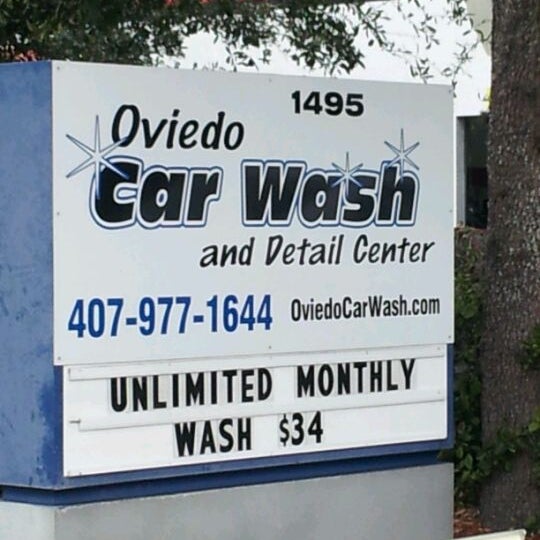 1495
Oviedo
Car Wash
and Detail Center
407-977-1644 OviedoCarWash.com
UNLIMITED MONTHLY
WASH $34